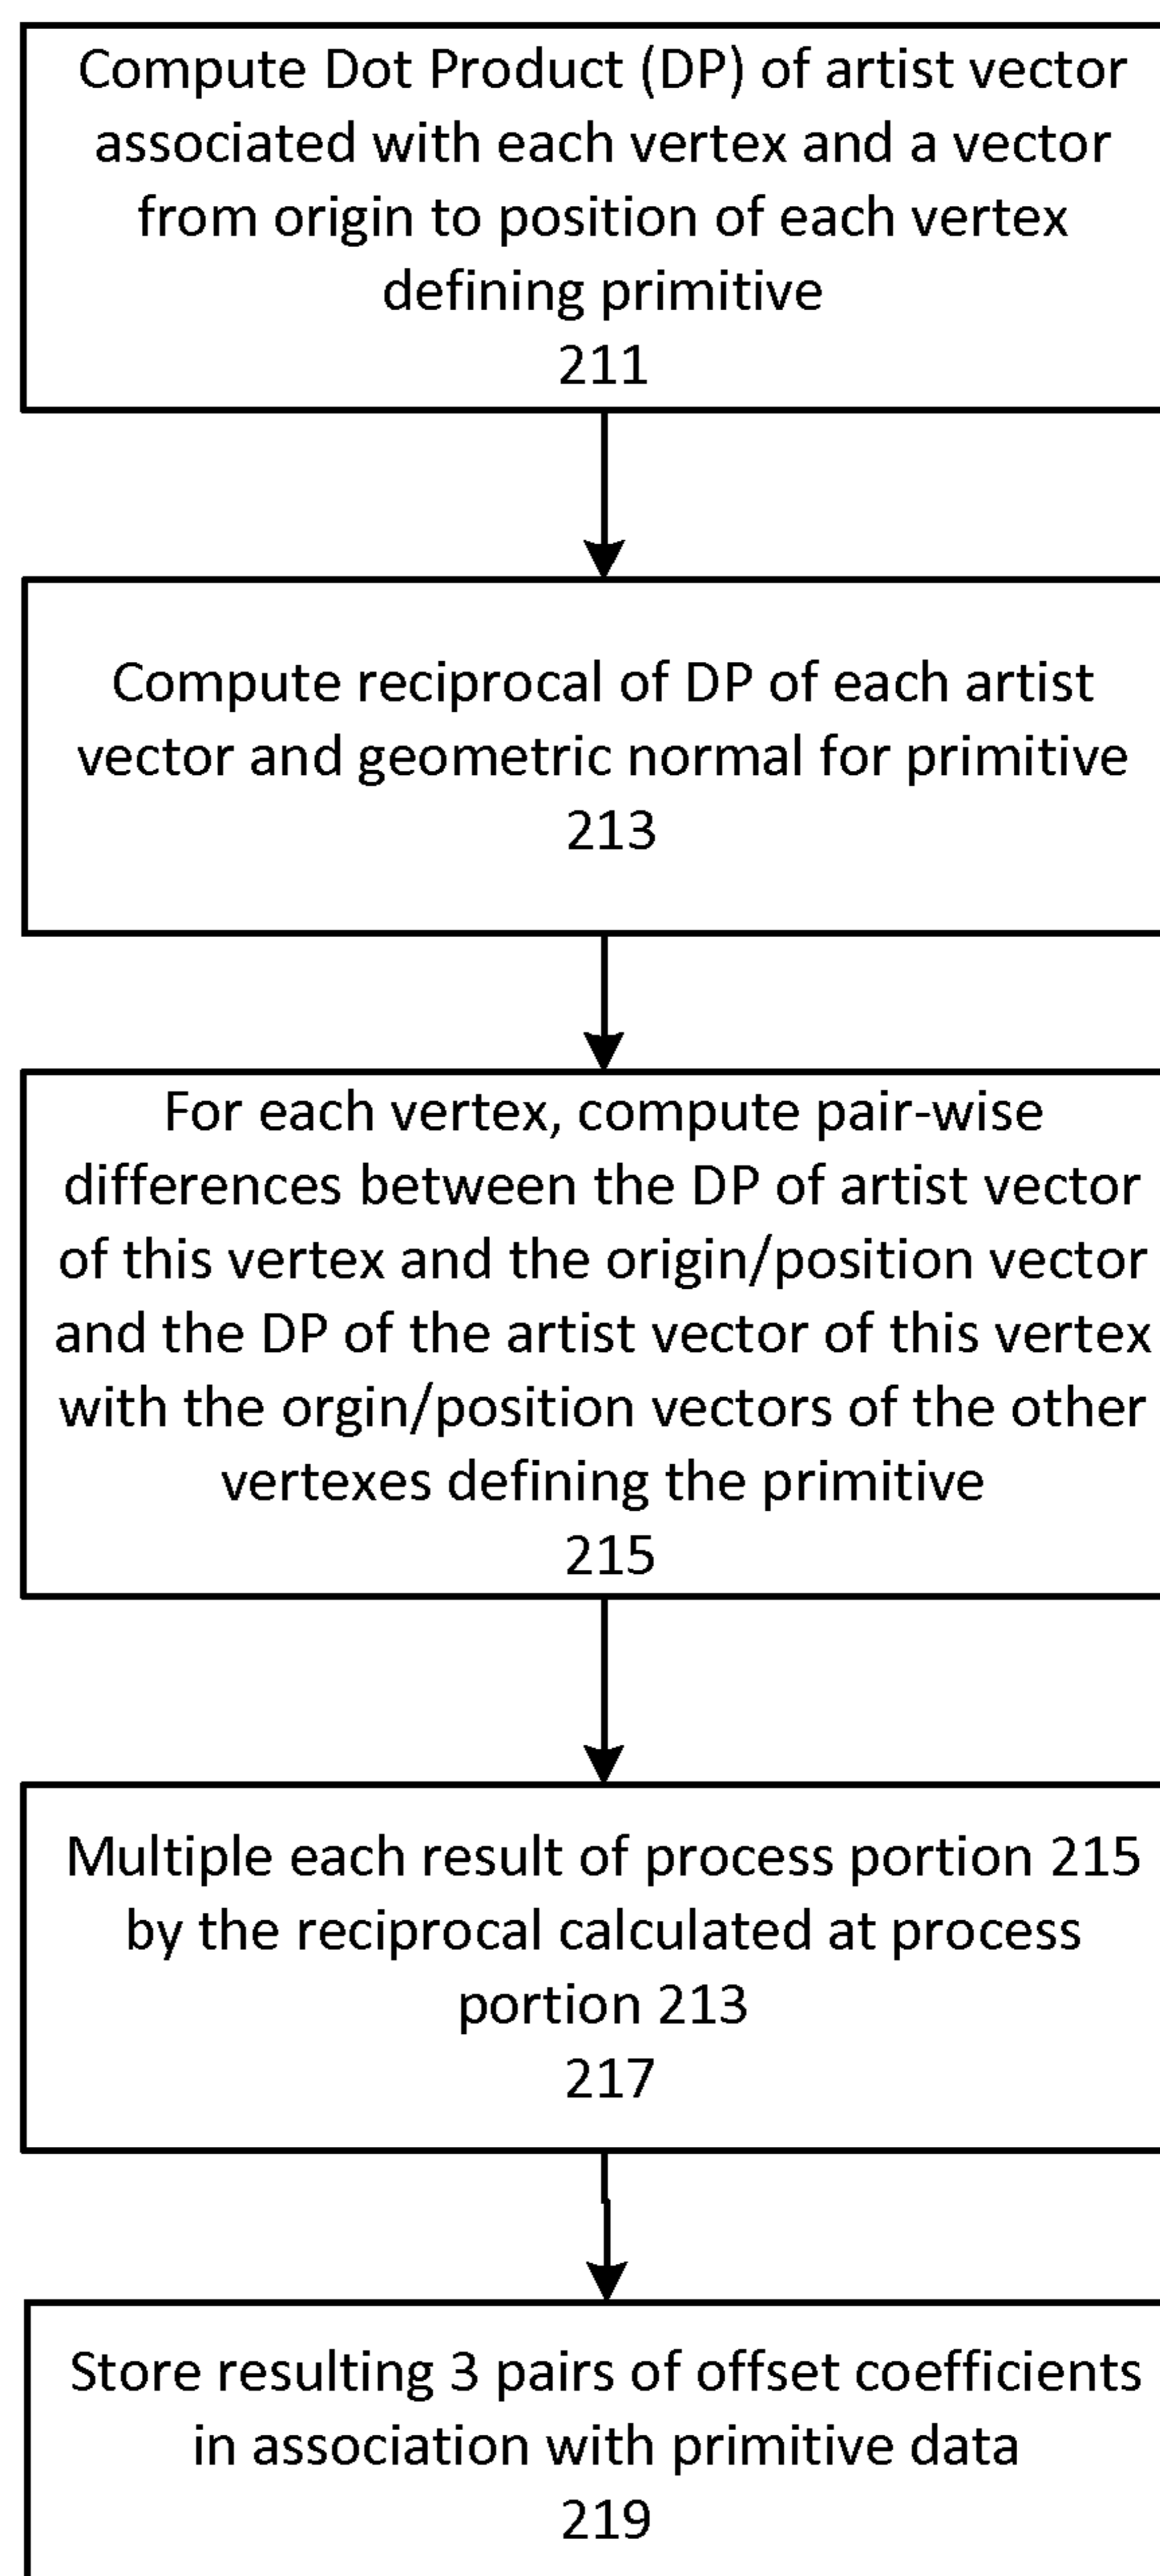 Compute Dot Product (DP) of artist vector
associated with each vertex and a vector
from origin to position of each vertex
defining primitive
211
Compute reciprocal of DP of each artist
vector and geometric normal for primitive
213
For each vertex, compute pair-wise
differences between the DP of artist vector
of this vertex and the origin/position vector
and the DP of the artist vector of this vertex
with the orgin/position vectors of the other
vertexes defining the primitive
215
Multiple each result of process portion 215
by the reciprocal calculated at process
portion 213
217
Store resulting 3 pairs of offset coefficients
in association with primitive data
219